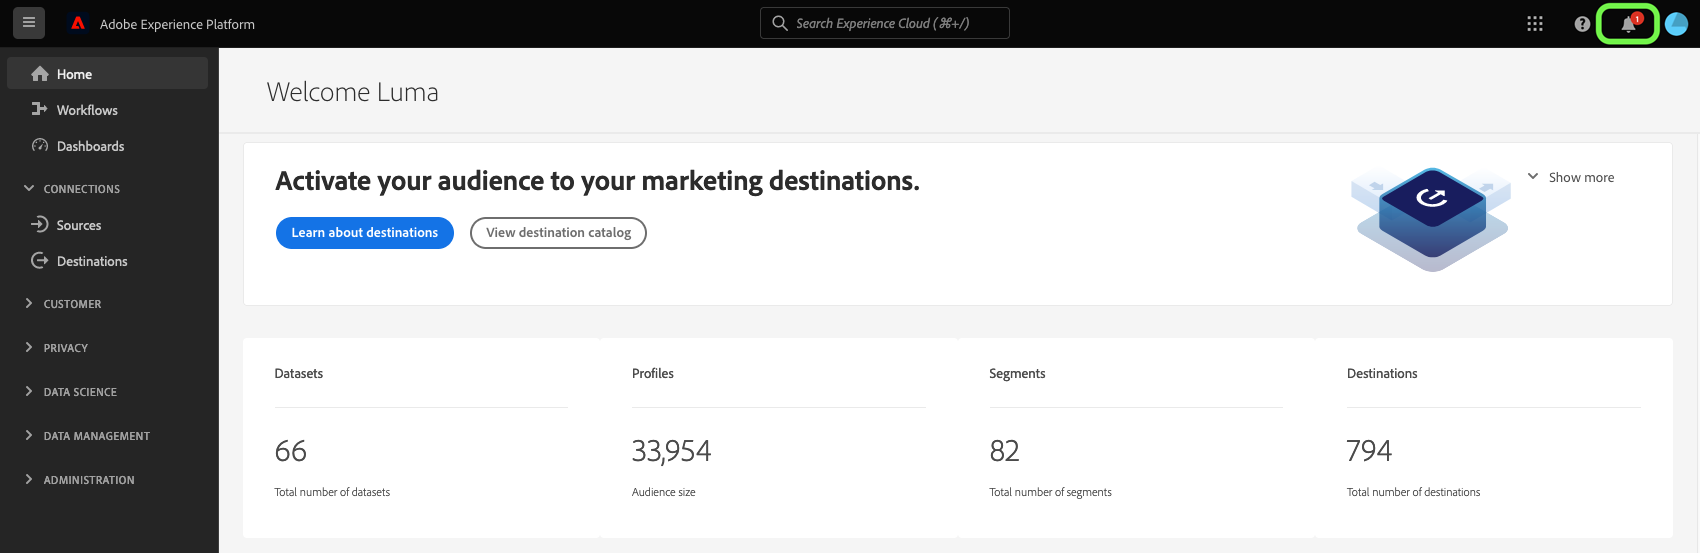 Adobe Experience Platform
Search Experience Cloud (⌘+/)
1
Home
Workflows
Dashboards
CONNECTIONS
Sources
Destinations
CUSTOMER
PRIVACY
DATA SCIENCE
DATA MANAGEMENT
ADMINISTRATION
Welcome Luma
Activate your audience to your marketing destinations.
Learn about destinations
View destination catalog
Show more
Datasets
66
Total number of datasets
Profiles
33,954
Audience size
Segments
82
Total number of segments
Destinations
794
Total number of destinations